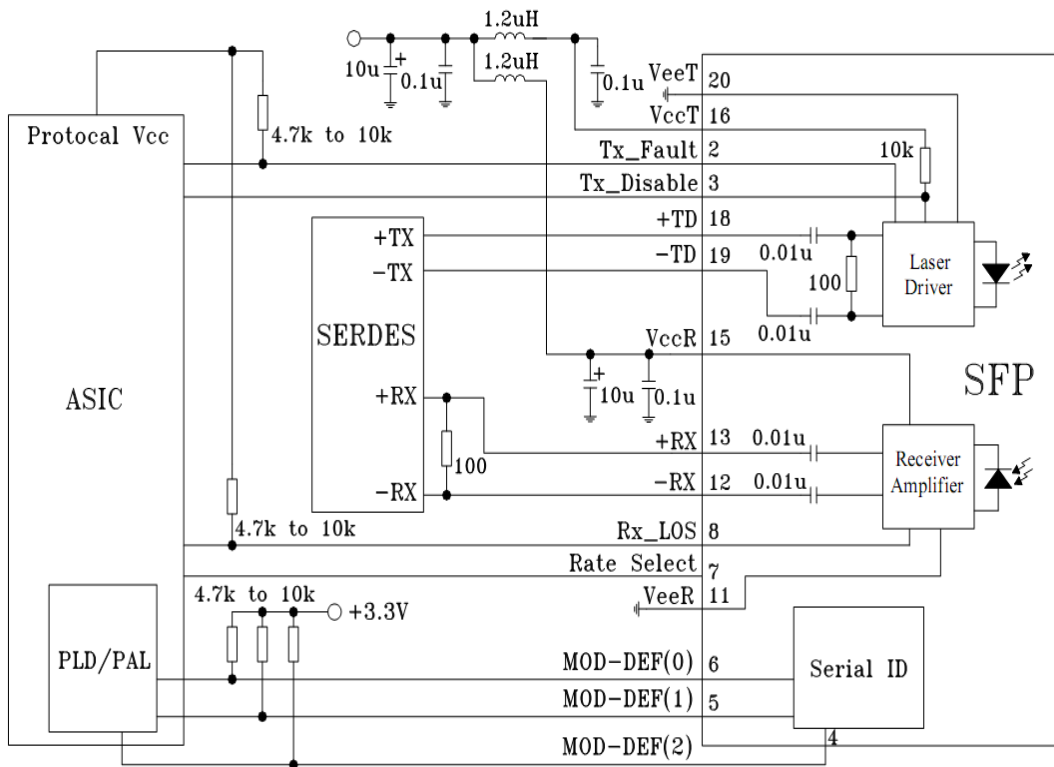 1.2uH
10u
+
0.1u
1.2uH
0.1u
VeeT 20
VccT 16
Protocal Vcc
4.7k to 10k
Tx_Fault 2
10k
Tx_Disable 3
+TX
+TD 18
0.01u
-TX
-TD 19
100
Laser
Driver
0.01u
SERDES
VccR 15
SFP
ASIC
10u
+
0.1u
+RX
+RX 13
0.01u
100
Receiver
Amplifier
-RX
-RX 12
0.01u
4.7k to 10k
Rx_LOS 8
Rate Select 7
4.7k to 10k
+3.3V
VeeR 11
PLD/PAL
MOD-DEF(0) 6
Serial ID
MOD-DEF(1) 5
MOD-DEF(2) 4